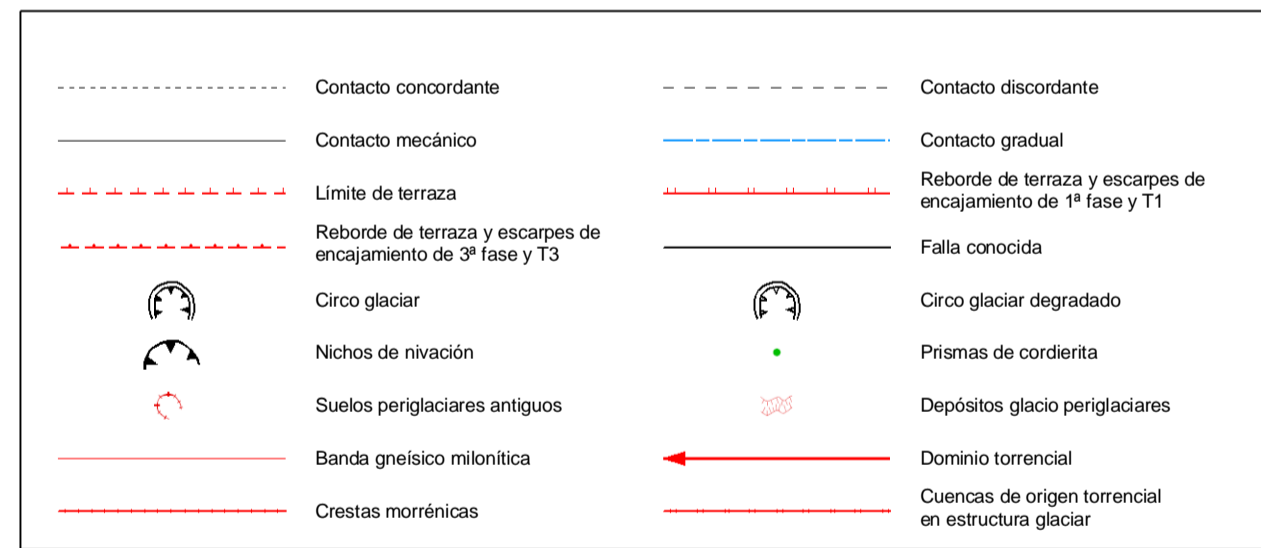 Contacto concordante
Contacto discordante
Contacto mecánico
Contacto gradual
Límite de terraza
Reborde de terraza y escarpes de
encajamiento de 1ª fase y T1
Reborde de terraza y escarpes de
encajamiento de 3ª fase y T3
Falla conocida
Circo glaciar
Circo glaciar degradado
Nichos de nivación
Prismas de cordierita
Suelos periglaciares antiguos
Depósitos glacio periglaciares
Banda gneísico milonítica
Dominio torrencial
Crestas morrénicas
Cuencas de origen torrencial
en estructura glaciar